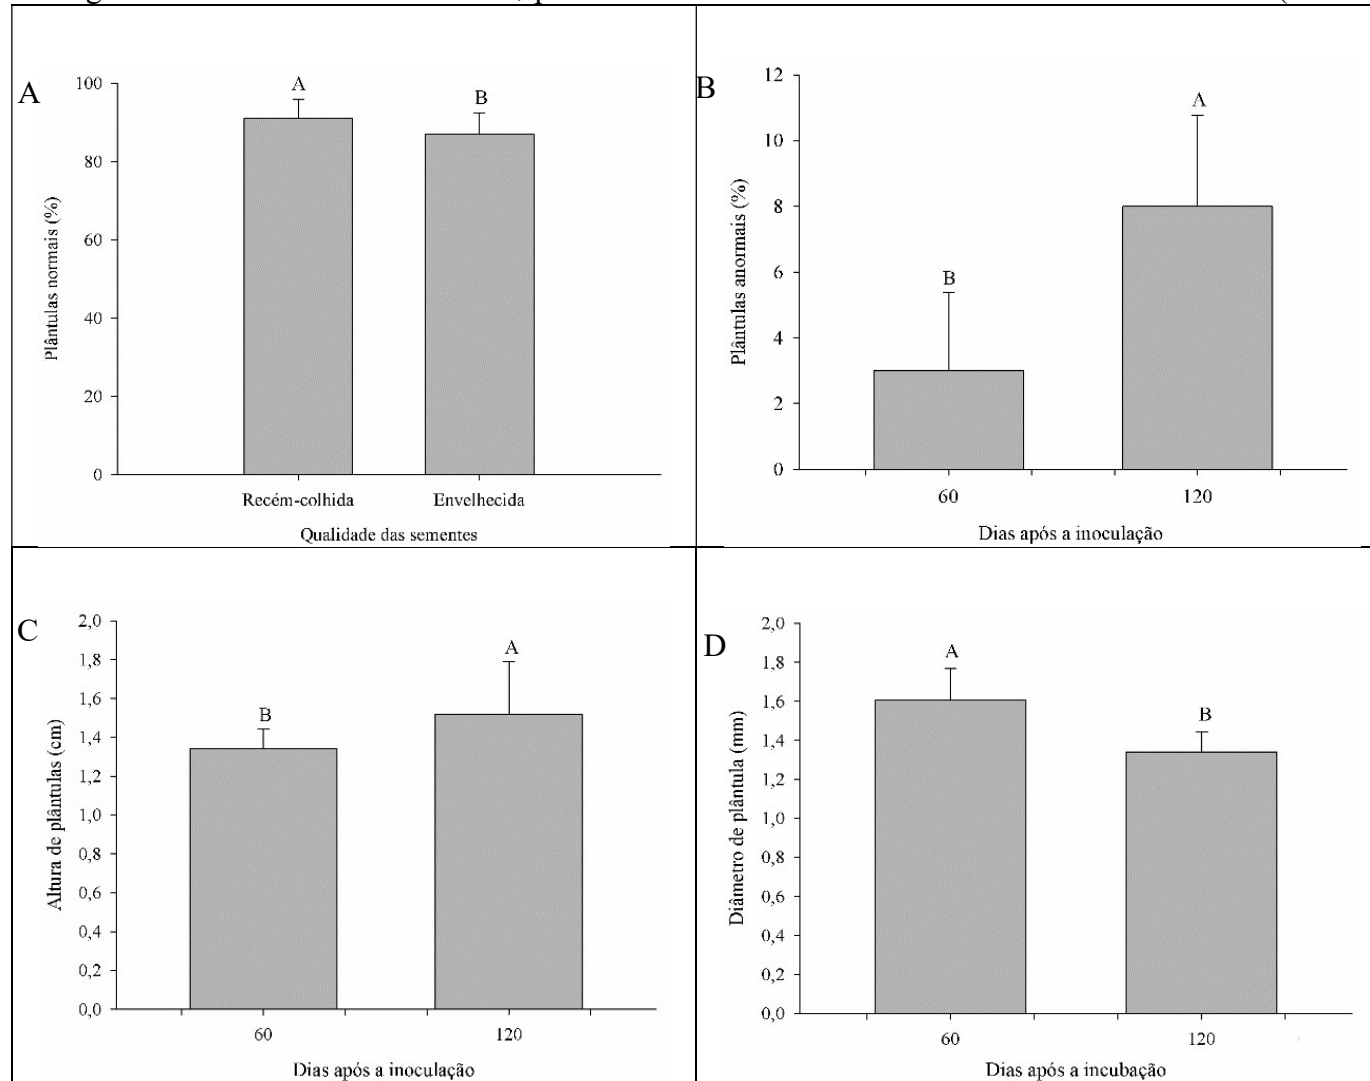 A
100
80
60
40
20
0
Plântulas normais (%)
A
B
Recém-colhida Envelhecida
Qualidade das sementes
B
12
10
8
6
4
2
0
Plântulas anormais (%)
B
A
60 120
Dias após a inoculação
C
2,0
1,8
1,6
1,4
1,2
1,0
0,8
0,6
0,4
0,2
0,0
Altura de plântulas (cm)
B
A
60 120
Dias após a inoculação
D
2,0
1,8
1,6
1,4
1,2
1,0
0,8
0,6
0,4
0,2
0,0
Diâmetro de plântula (mm)
A
B
60 120
Dias após a incubação